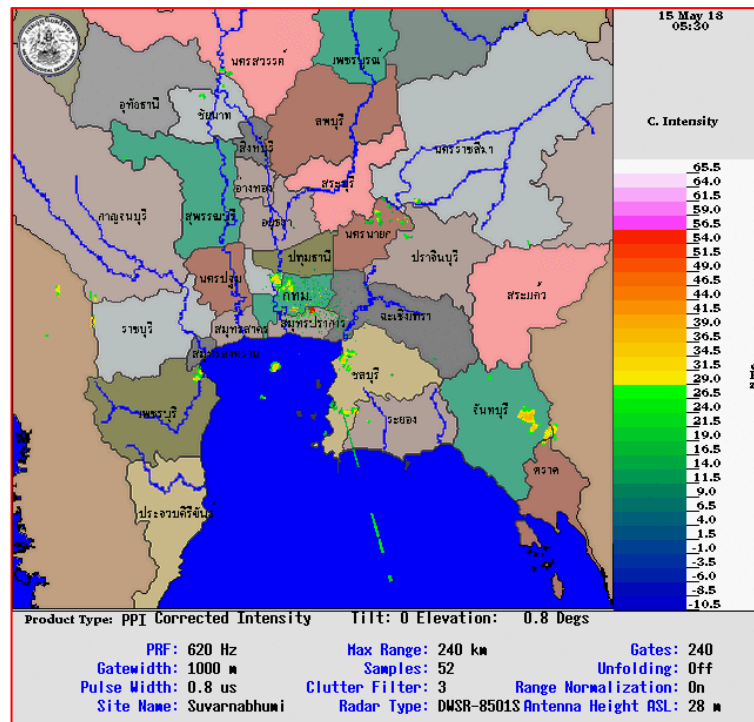 15 May 18
05:30
C. Intensity
นครสวรรค์
เพชรบูรณ์
อุทัยธานี
ชัยนาท
ลพบุรี
สิงห์บุรี
นครราชสีมา
สระบุรี
อ่างทอง
กาญจนบุรี
สุพรรณบุรี
อยุธยา
นครนายก
ปทุมธานี
ปราจีนบุรี
นครปฐม
กทม.
สระแก้ว
ราชบุรี
สมุทรสาคร
สมุทรปราการ
ฉะเชิงเทรา
สมุทรสงคราม
ชลบุรี
เพชรบุรี
ระยอง
จันทบุรี
ตราด
ประจวบคีรีขันธ์
65.5
64.0
61.5
59.0
56.5
54.0
51.5
49.0
46.5
44.0
41.5
39.0
36.5
34.5
31.5
29.0
26.5
24.0
21.5
19.0
16.5
14.0
11.5
9.0
6.5
4.0
1.5
-1.0
-3.5
-6.0
-8.5
-10.5
Product Type: PPI Corrected Intensity Tilt: 0 Elevation: 0.8 Degs
PRF: 620 Hz Max Range: 240 km Gates: 240
Gatewidth: 1000 m Samples: 52 Unfolding: Off
Pulse Width: 0.8 us Clutter Filter: 3 Range Normalization: On
Site Name: Suvarnabhumi Radar Type: DWSR-8501S Antenna Height ASL: 28 m